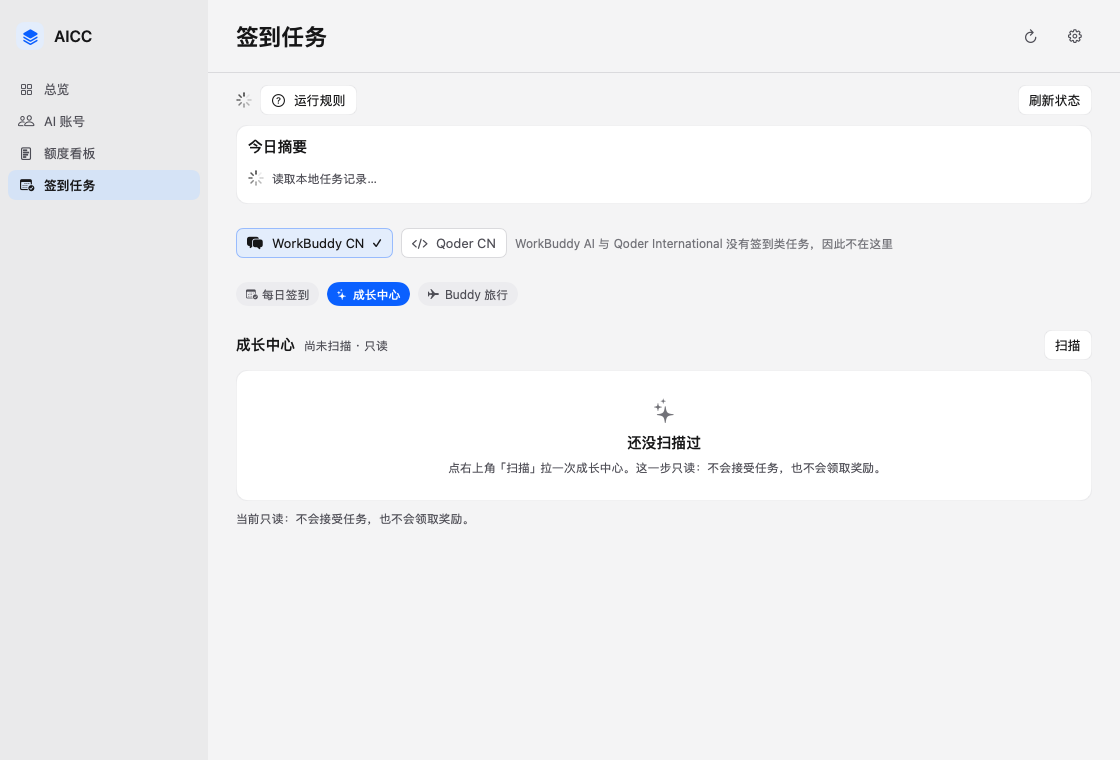 AICC
总览
AI 账号
额度看板
签到任务
签到任务
运行规则
刷新状态
今日摘要
读取本地任务记录...
WorkBuddy CN
Qoder CN
WorkBuddy AI 与 Qoder International 没有签到类任务，因此不在这里
每日签到
成长中心
Buddy 旅行
成长中心 尚未扫描 · 只读
扫描
还没扫描过
点右上角「扫描」拉一次成长中心。这一步只读：不会接受任务，也不会领取奖励。
当前只读：不会接受任务，也不会领取奖励。